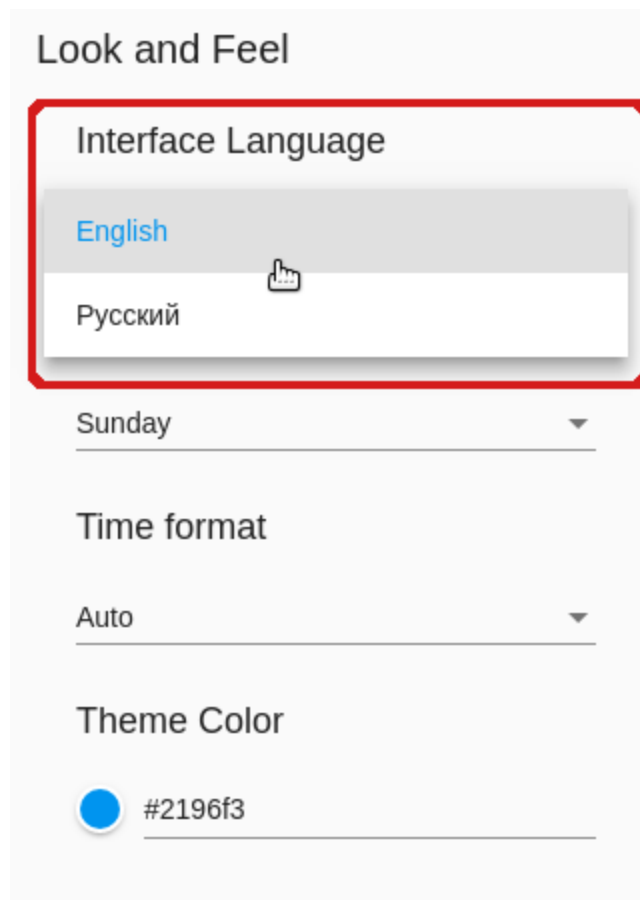 Look and Feel
Interface Language
English
Русский
Sunday
Time format
Auto
Theme Color
#2196f3